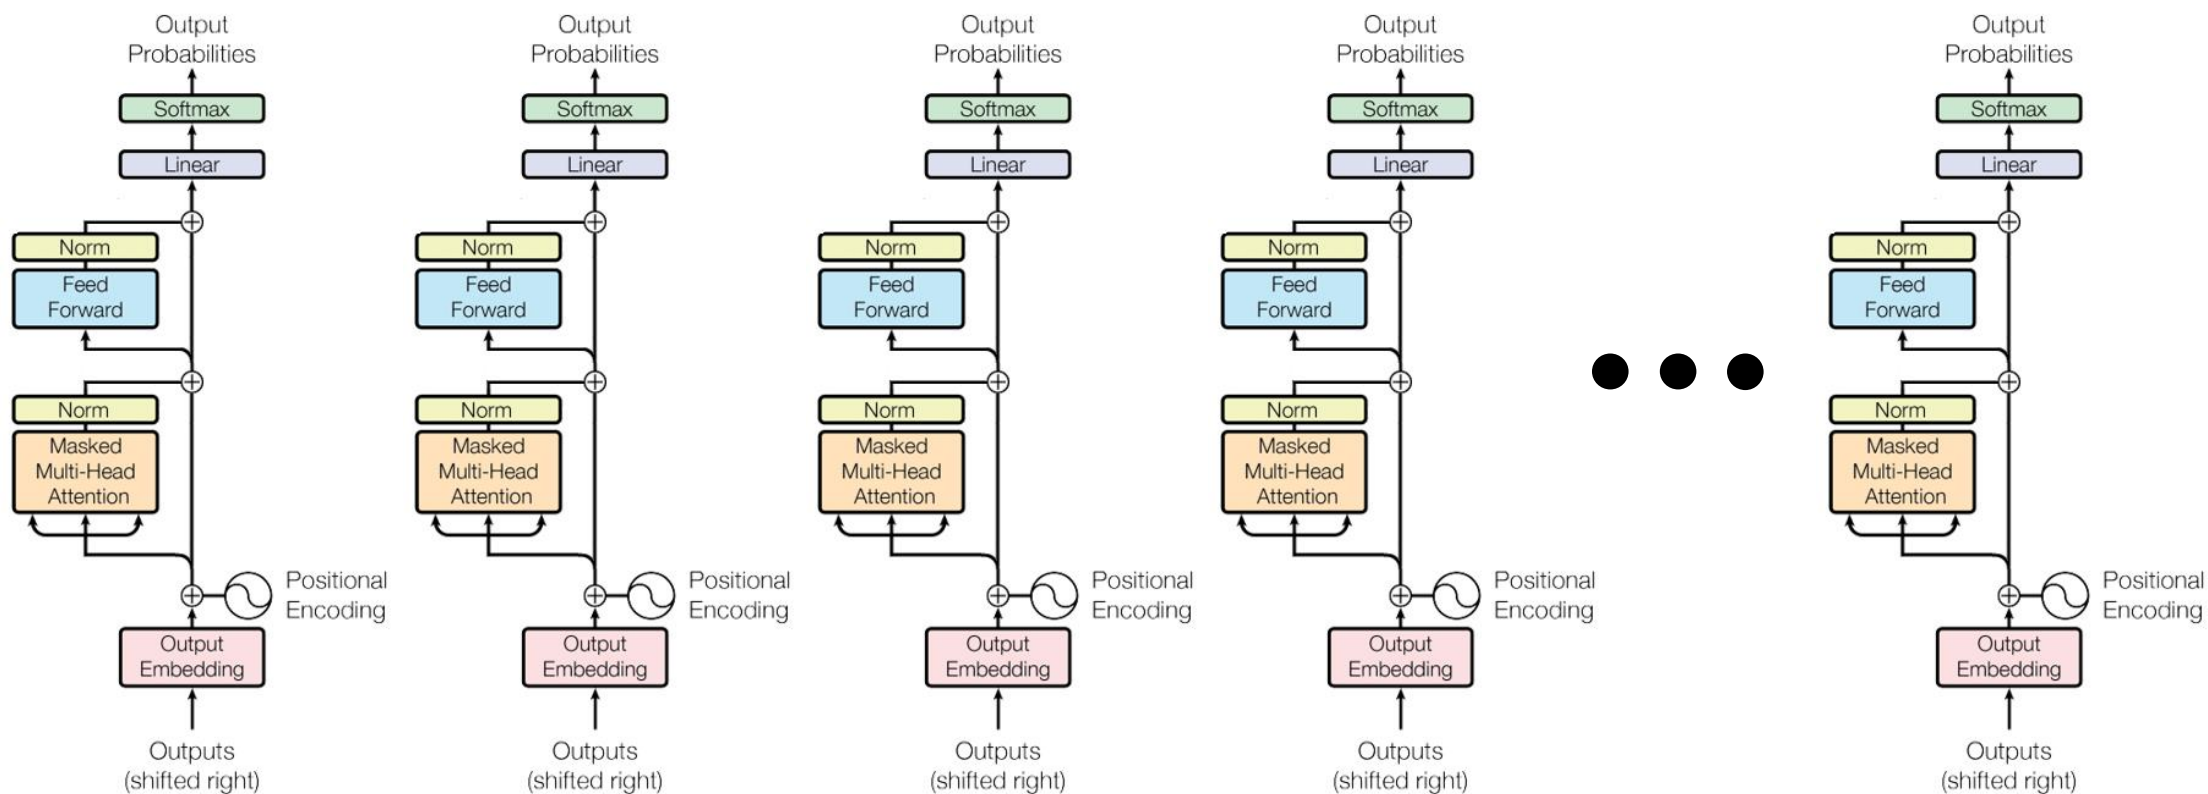 Output
Probabilities
Softmax
Linear
Norm
Feed
Forward
Norm
Masked
Multi-Head
Attention
Positional
Encoding
Output
Embedding
Outputs
(shifted right)
Output
Probabilities
Softmax
Linear
Norm
Feed
Forward
Norm
Masked
Multi-Head
Attention
Positional
Encoding
Output
Embedding
Outputs
(shifted right)
Output
Probabilities
Softmax
Linear
Norm
Feed
Forward
Norm
Masked
Multi-Head
Attention
Positional
Encoding
Output
Embedding
Outputs
(shifted right)
Output
Probabilities
Softmax
Linear
Norm
Feed
Forward
Norm
Masked
Multi-Head
Attention
Positional
Encoding
Output
Embedding
Outputs
(shifted right)
Output
Probabilities
Softmax
Linear
Norm
Feed
Forward
Norm
Masked
Multi-Head
Attention
Positional
Encoding
Output
Embedding
Outputs
(shifted right)